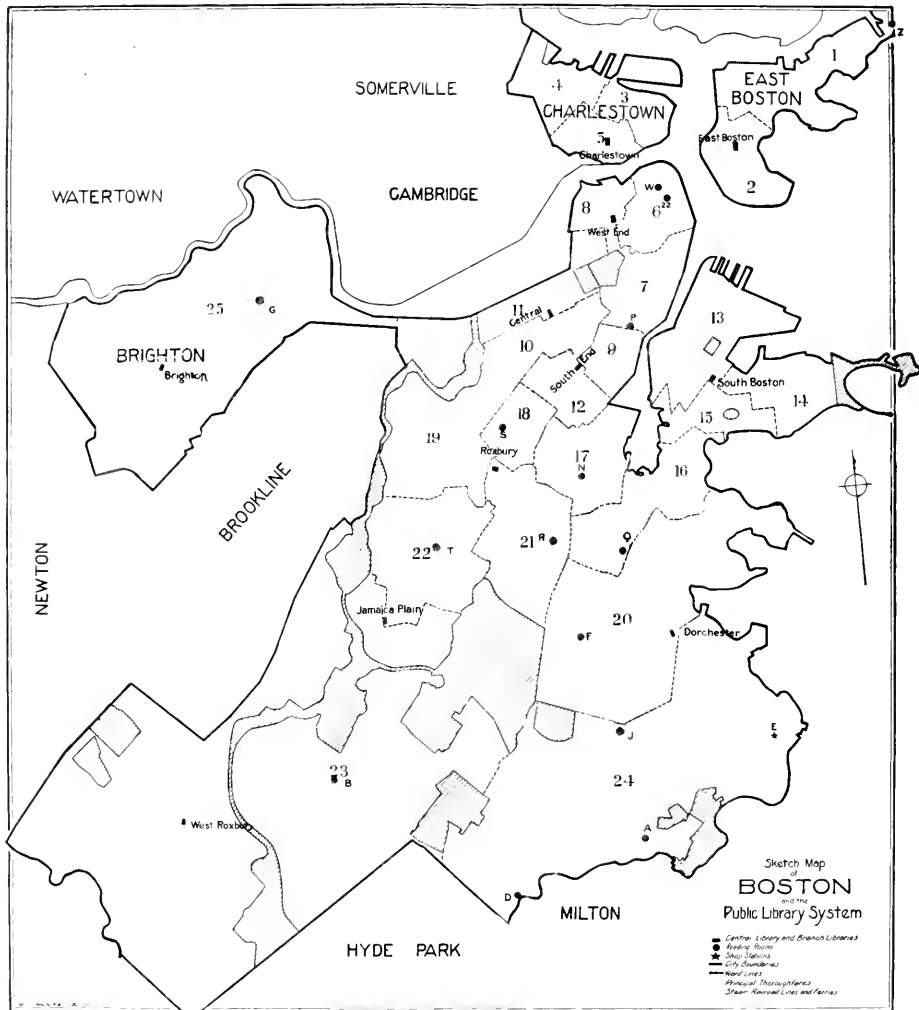 Z
1
EAST
BOSTON
4
3
CHARLESTOWN
5
Charlestown
East Boston
2
SOMERVILLE
WATERTOWN
CAMBRIDGE
W
8
6
22
West End
7
25
G
11
Central
P
13
10
9
BRIGHTON
Brighton
South End
South Boston
14
12
15
18
S
19
Roxbury
17
N
16
BROOKLINE
NEWTON
22
T
21
R
Jamaica Plain
20
F
Dorchester
J
E
23
B
24
West Roxbury
A
D
MILTON
HYDE PARK
Sketch Map
of
BOSTON
and the
Public Library System
Central Library and Branch Libraries
Reading Rooms
Shop Stations
City Boundaries
Ward Lines
Principal Thoroughfares
Steam Railroad Lines and Ferries